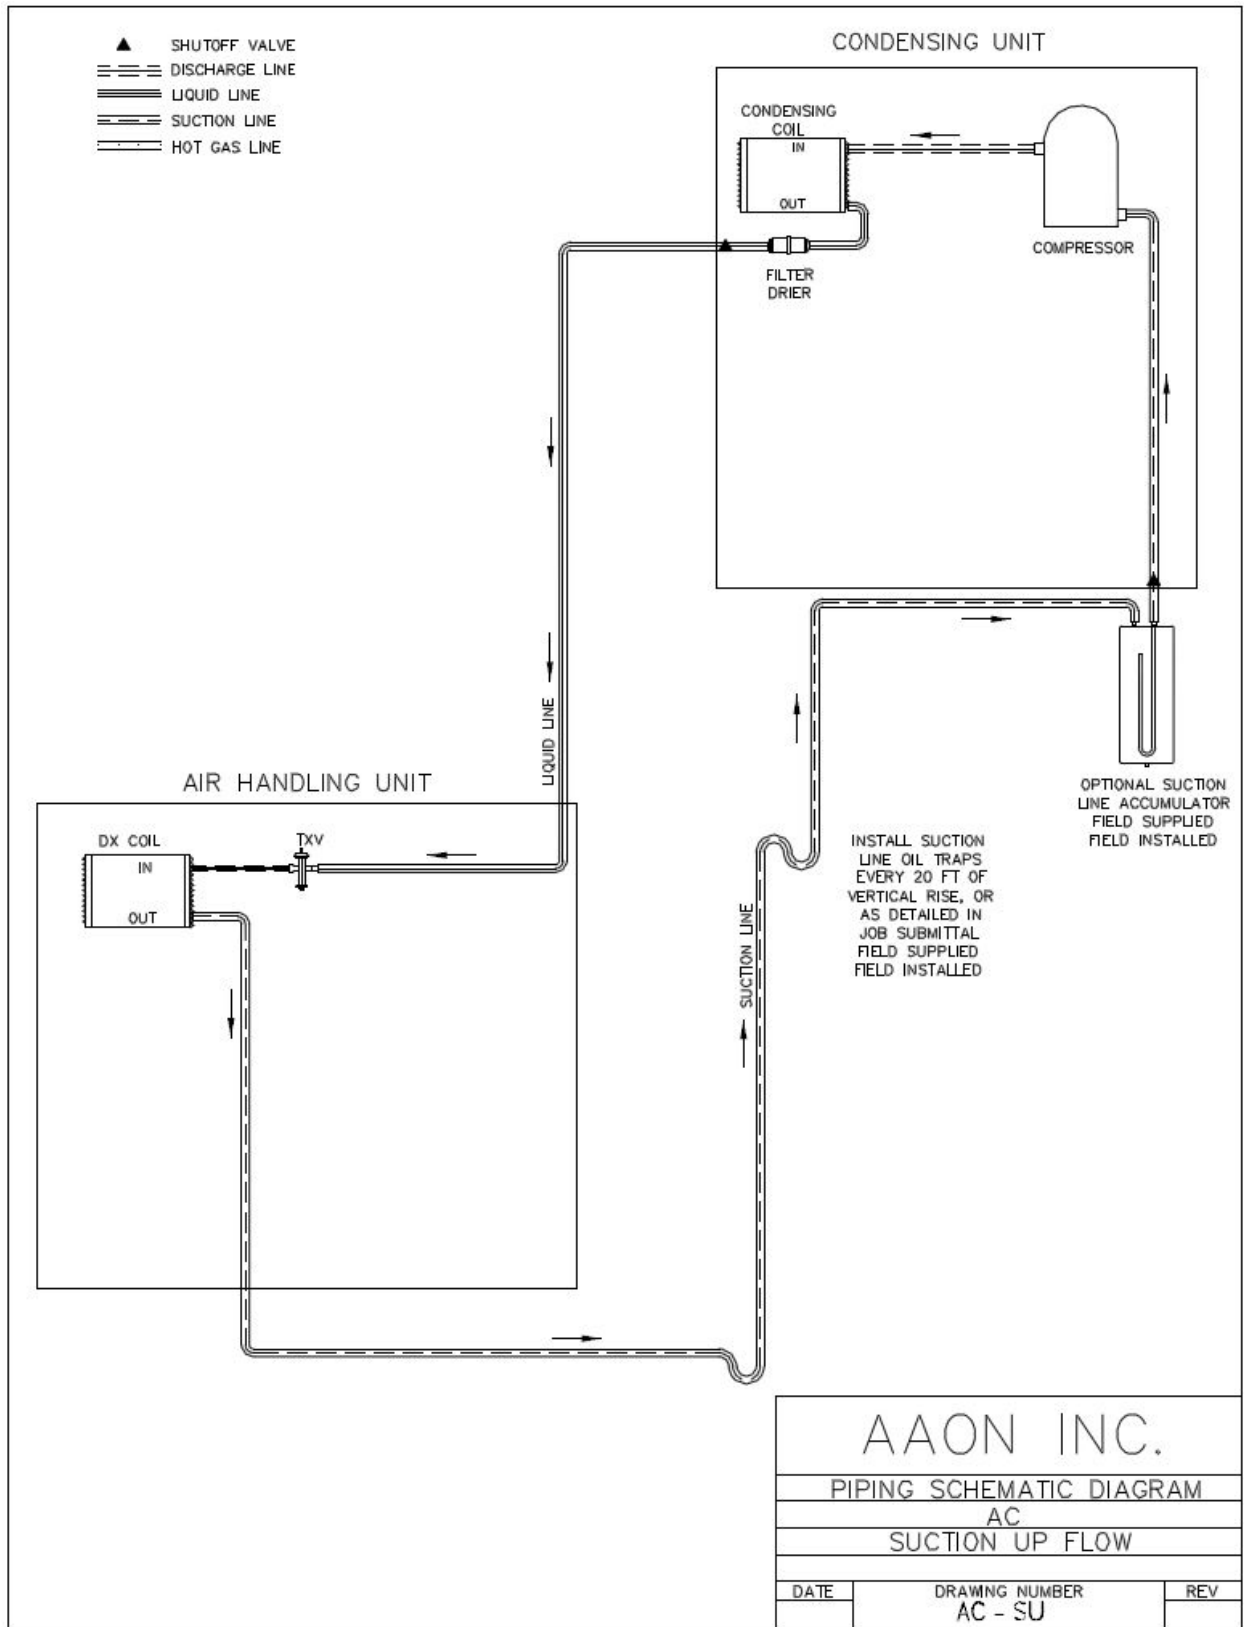 SHUTOFF VALVE
DISCHARGE LINE
LIQUID LINE
SUCTION LINE
HOT GAS LINE
CONDENSING UNIT
CONDENSING
COIL
IN
OUT
COMPRESSOR
FILTER
DRIER
LIQUID LINE
AIR HANDLING UNIT
DX COIL
TXV
IN
OUT
SUCTION LINE
OPTIONAL SUCTION
LINE ACCUMULATOR
FIELD SUPPLIED
FIELD INSTALLED
INSTALL SUCTION
LINE OIL TRAPS
EVERY 20 FT OF
VERTICAL RISE, OR
AS DETAILED IN
JOB SUBMITTAL
FIELD SUPPLIED
FIELD INSTALLED
AAON INC.
PIPING SCHEMATIC DIAGRAM
AC
SUCTION UP FLOW
DATE
DRAWING NUMBER
REV
AC - SU